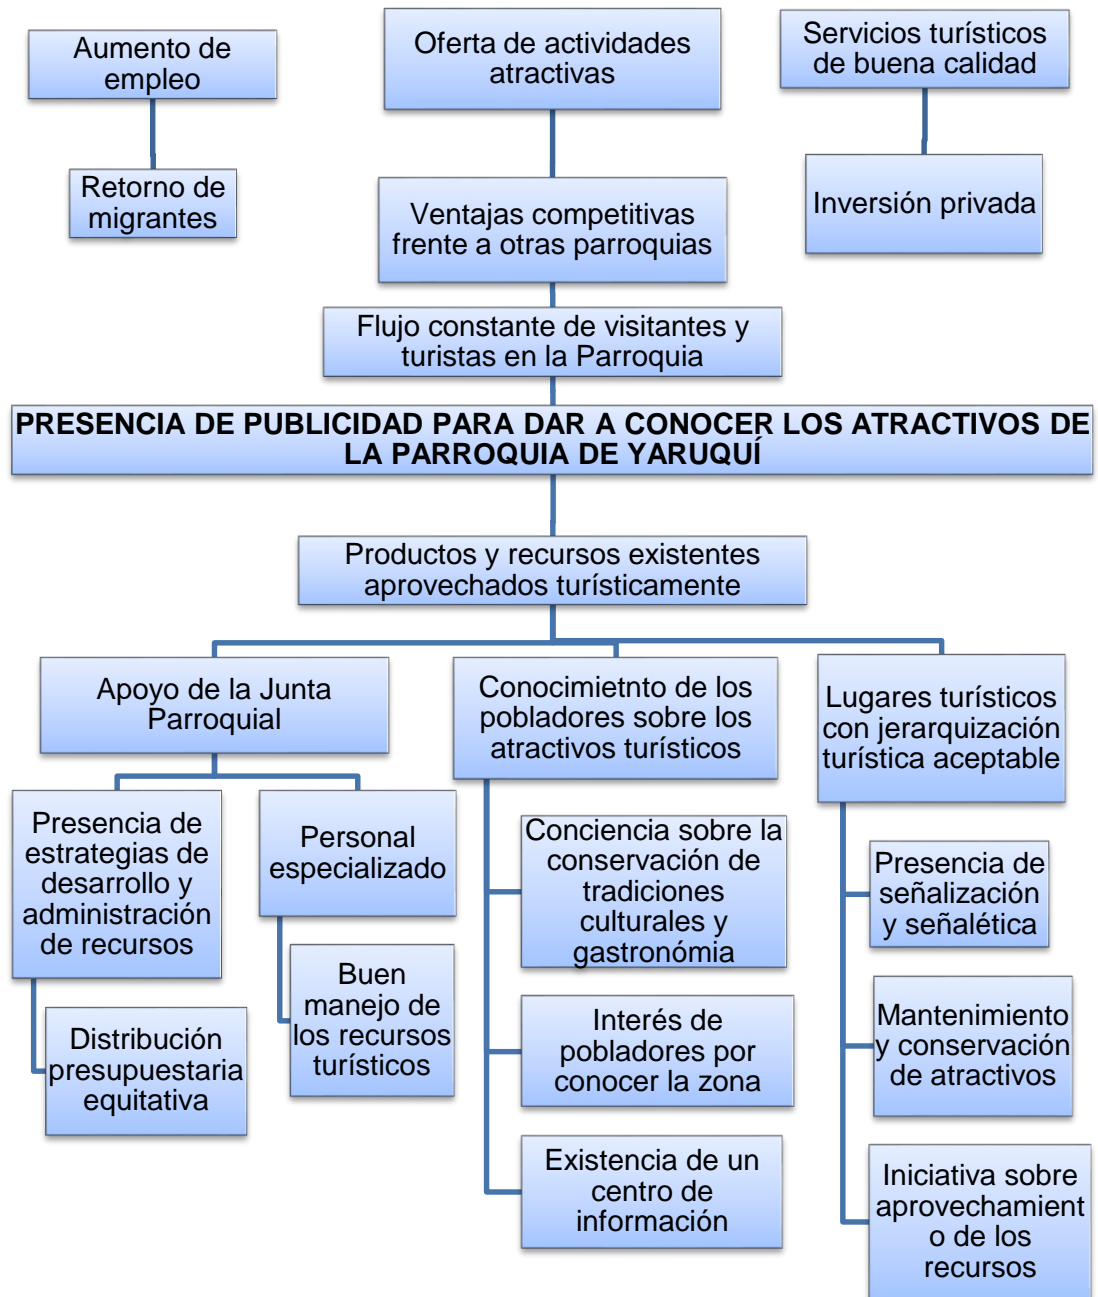 Aumento de
empleo
Retorno de
migrantes
Oferta de actividades
atractivas
Ventajas competitivas
frente a otras parroquias
Servicios turísticos
de buena calidad
Inversión privada
Flujo constante de visitantes y
turistas en la Parroquia
PRESENCIA DE PUBLICIDAD PARA DAR A CONOCER LOS ATRACTIVOS DE
LA PARROQUIA DE YARUQUÍ
Productos y recursos existentes
aprovechados turísticamente
Apoyo de la Junta
Parroquial
Presencia de
estrategias de
desarrollo y
administración
de recursos
Distribución
presupuestaria
equitativa
Personal
especializado
Buen
manejo de
los recursos
turísticos
Conocimietnto de los
pobladores sobre los
atractivos turísticos
Conciencia sobre la
conservación de
tradiciones
culturales y
gastronómia
Interés de
pobladores por
conocer la zona
Existencia de un
centro de
información
Lugares turísticos
con jerarquización
turística aceptable
Presencia de
señalización
y señalética
Mantenimiento
y conservación
de atractivos
Iniciativa sobre
aprovechamient
o de los
recursos